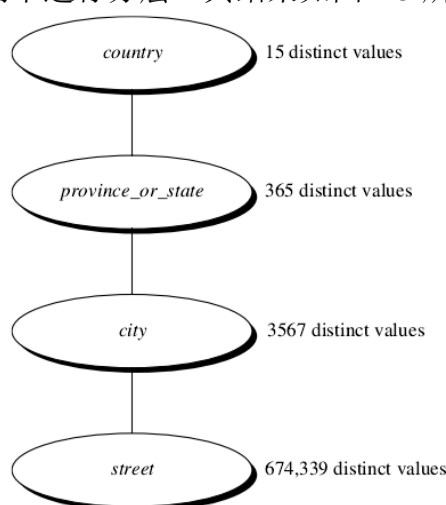 country 15 distinct values
province_or_state 365 distinct values
city 3567 distinct values
street 674,339 distinct values